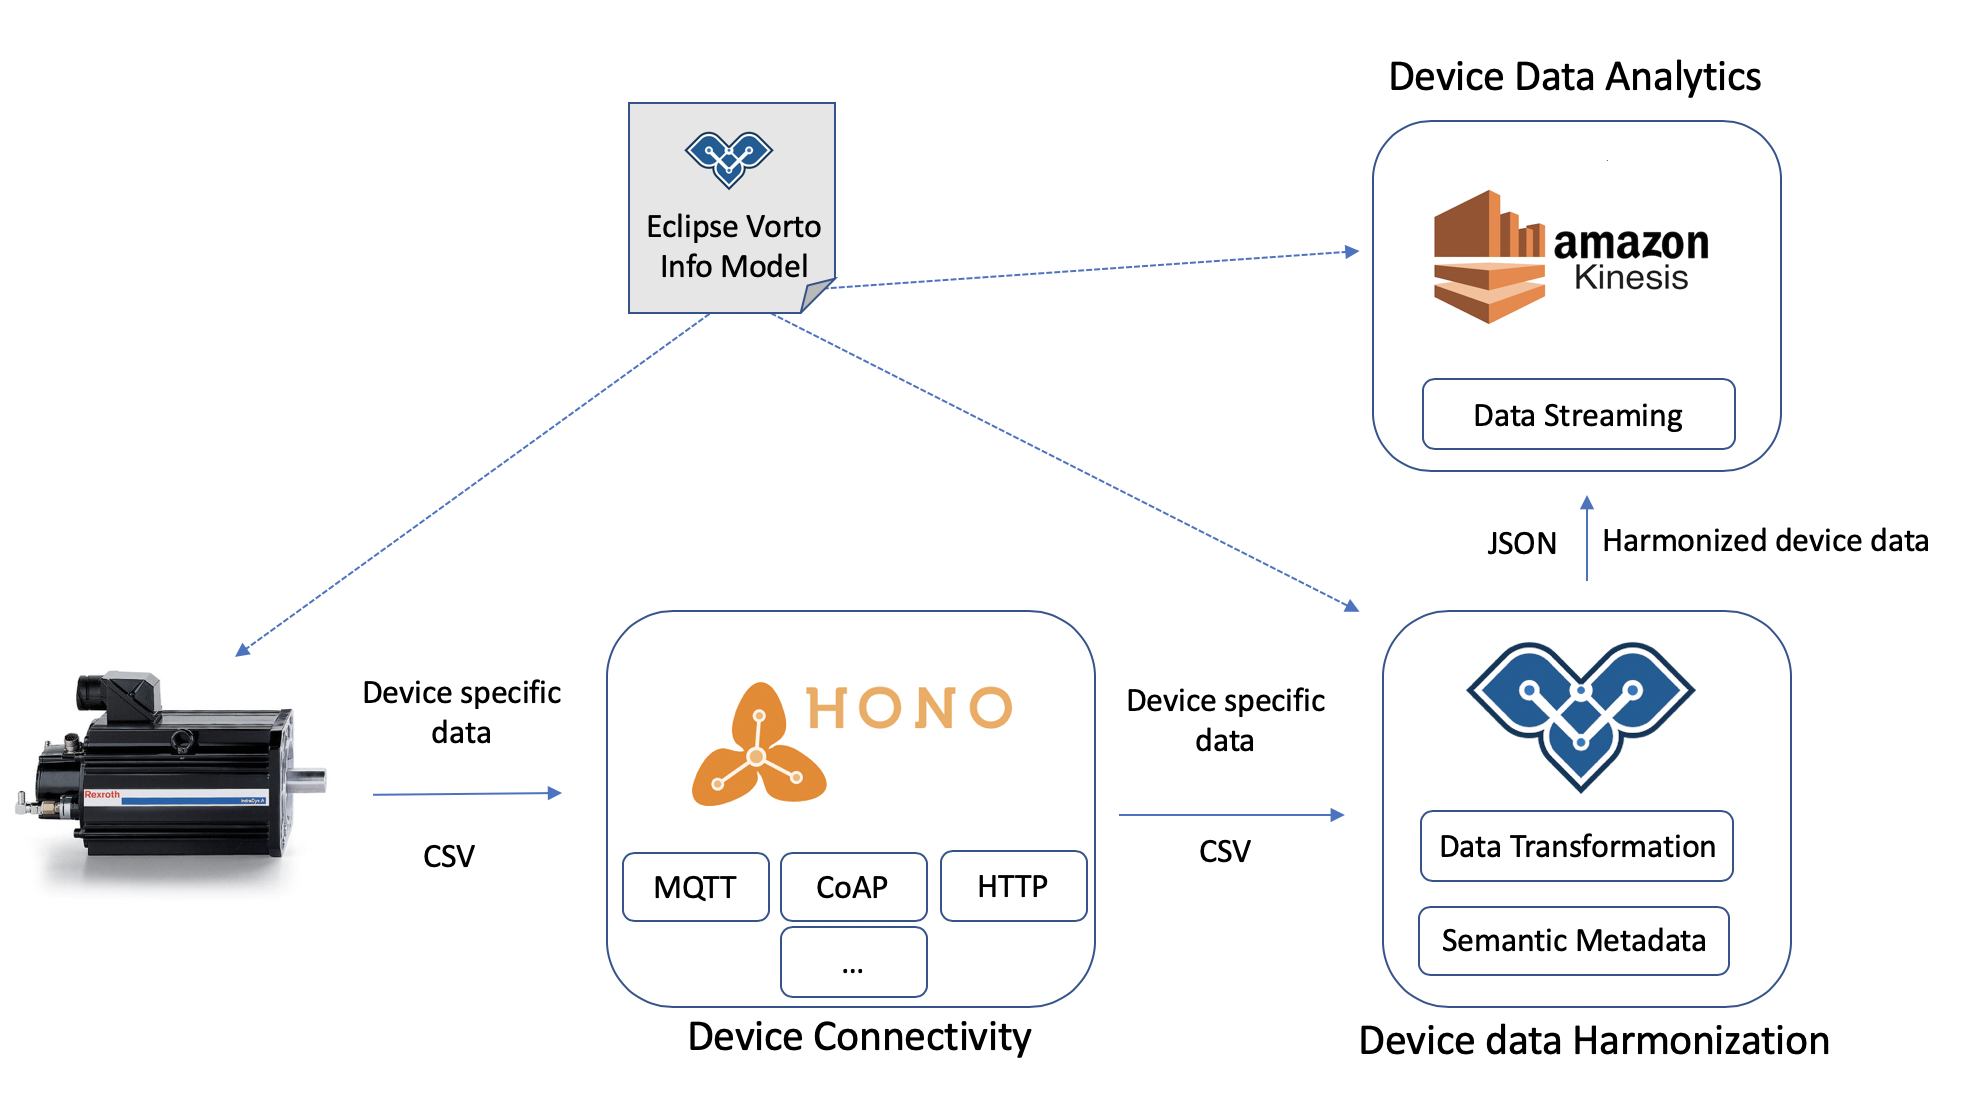 Device Data Analytics
Eclipse Vorto
Info Model
amazon
Kinesis
Data Streaming
JSON
Harmonized device data
Device specific
data
CSV
Rexroth
HONO
MQTT
CoAP
HTTP
...
Device Connectivity
Device specific
data
CSV
Data Transformation
Semantic Metadata
Device data Harmonization